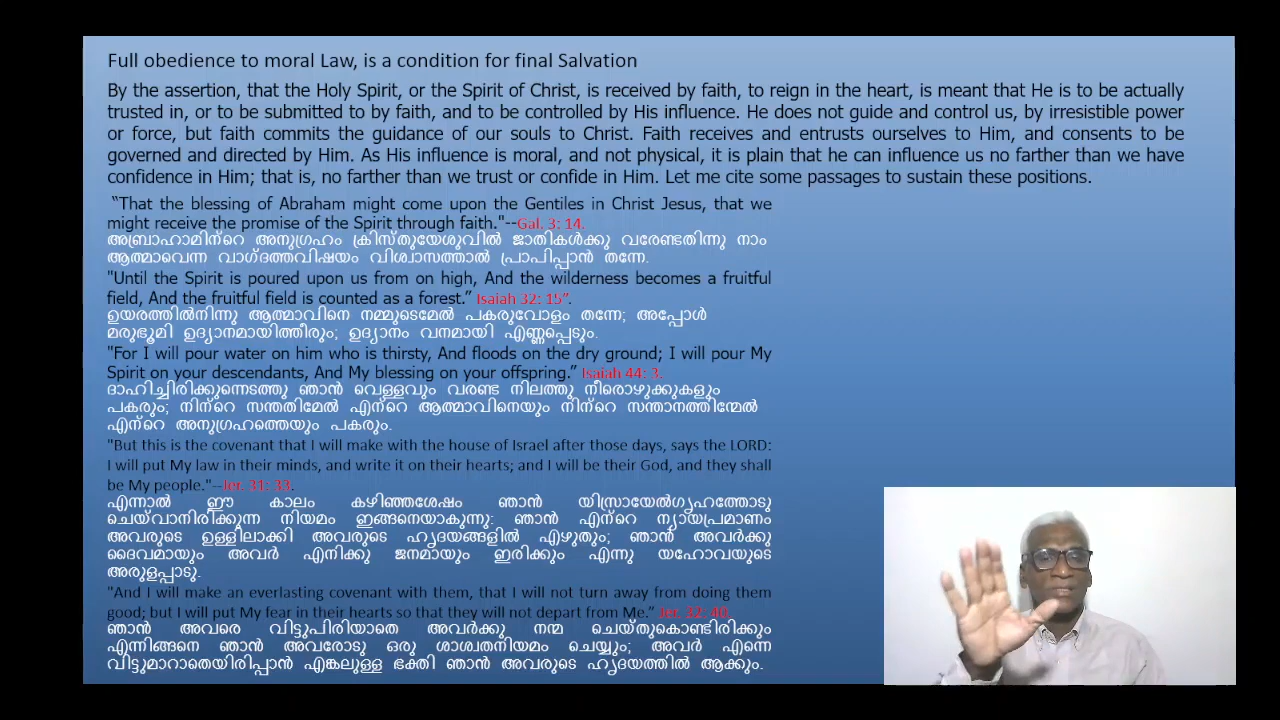 Full obedience to moral Law, is a condition for final Salvation
By the assertion, that the Holy Spirit, or the Spirit of Christ, is received by faith, to reign in the heart, is meant that He is to be actually
trusted in, or to be submitted to by faith, and to be controlled by His influence. He does not guide and control us, by irresistible power
or force, but faith commits the guidance of our souls to Christ. Faith receives and entrusts ourselves to Him, and consents to be
governed and directed by Him. As His influence is moral, and not physical, it is plain that he can influence us no farther than we have
confidence in Him; that is, no farther than we trust or confide in Him. Let me cite some passages to sustain these positions.
“That the blessing of Abraham might come upon the Gentiles in Christ Jesus, that we
might receive the promise of the Spirit through faith."--Gal. 3: 14.
അബ്രാഹാമിന്റെ അനുഗ്രഹം ക്രിസ്തുയേശുവിൽ ജാതികൾക്കു വരേണ്ടതിന്നു നാം
ആത്മാവെന്ന വാഗ്ദത്തവിഷയം വിശ്വാസത്താൽ പ്രാപിപ്പാൻ തന്നേ.
"Until the Spirit is poured upon us from on high, And the wilderness becomes a fruitful
field, And the fruitful field is counted as a forest.” Isaiah 32: 15”.
ഉയരത്തിൽനിന്നു ആത്മാവിനെ നമ്മുടെമേൽ പകരുവോളം തന്നേ; അപ്പോൾ
മരുഭൂമി ഉദ്യാനമായിത്തീരും; ഉദ്യാനം വനമായി എണ്ണപ്പെടും.
"For I will pour water on him who is thirsty, And floods on the dry ground; I will pour My
Spirit on your descendants, And My blessing on your offspring.” Isaiah 44: 3.
ദാഹിച്ചിരിക്കുന്നെടത്തു ഞാൻ വെള്ളവും വരണ്ട നിലത്തു നീരൊഴുക്കുകളും
പകരും; നിന്റെ സന്തതിമേൽ എന്റെ ആത്മാവിനെയും നിന്റെ സന്താനത്തിന്മേൽ
എന്റെ അനുഗ്രഹത്തെയും പകരും.
"But this is the covenant that I will make with the house of Israel after those days, says the LORD:
I will put My law in their minds, and write it on their hearts; and I will be their God, and they shall
be My people."--Jer. 31: 33.
എന്നാൽ ഈ കാലം കഴിഞ്ഞശേഷം ഞാൻ യിസ്രായേൽഗൃഹത്തോടു
ചെയ്‌വാനിരിക്കുന്ന നിയമം ഇങ്ങനെയാകുന്നു: ഞാൻ എന്റെ ന്യായപ്രമാണം
അവരുടെ ഉള്ളിലാക്കി അവരുടെ ഹൃദയങ്ങളിൽ എഴുതും; ഞാൻ അവർക്കു
ദൈവമായും അവർ എനിക്കു ജനമായും ഇരിക്കും എന്നു യഹോവയുടെ
അരുളപ്പാടു.
"And I will make an everlasting covenant with them, that I will not turn away from doing them
good; but I will put My fear in their hearts so that they will not depart from Me.” Jer. 32: 40.
ഞാൻ അവരെ വിട്ടുപിരിയാതെ അവർക്കു നന്മ ചെയ്തുകൊണ്ടിരിക്കും
എന്നിങ്ങനെ ഞാൻ അവരോടു ഒരു ശാശ്വതനിയമം ചെയ്യും; അവർ എന്നെ
വിട്ടുമാറാതെയിരിപ്പാൻ എങ്കലുള്ള ഭക്തി ഞാൻ അവരുടെ ഹൃദയത്തിൽ ആക്കും.